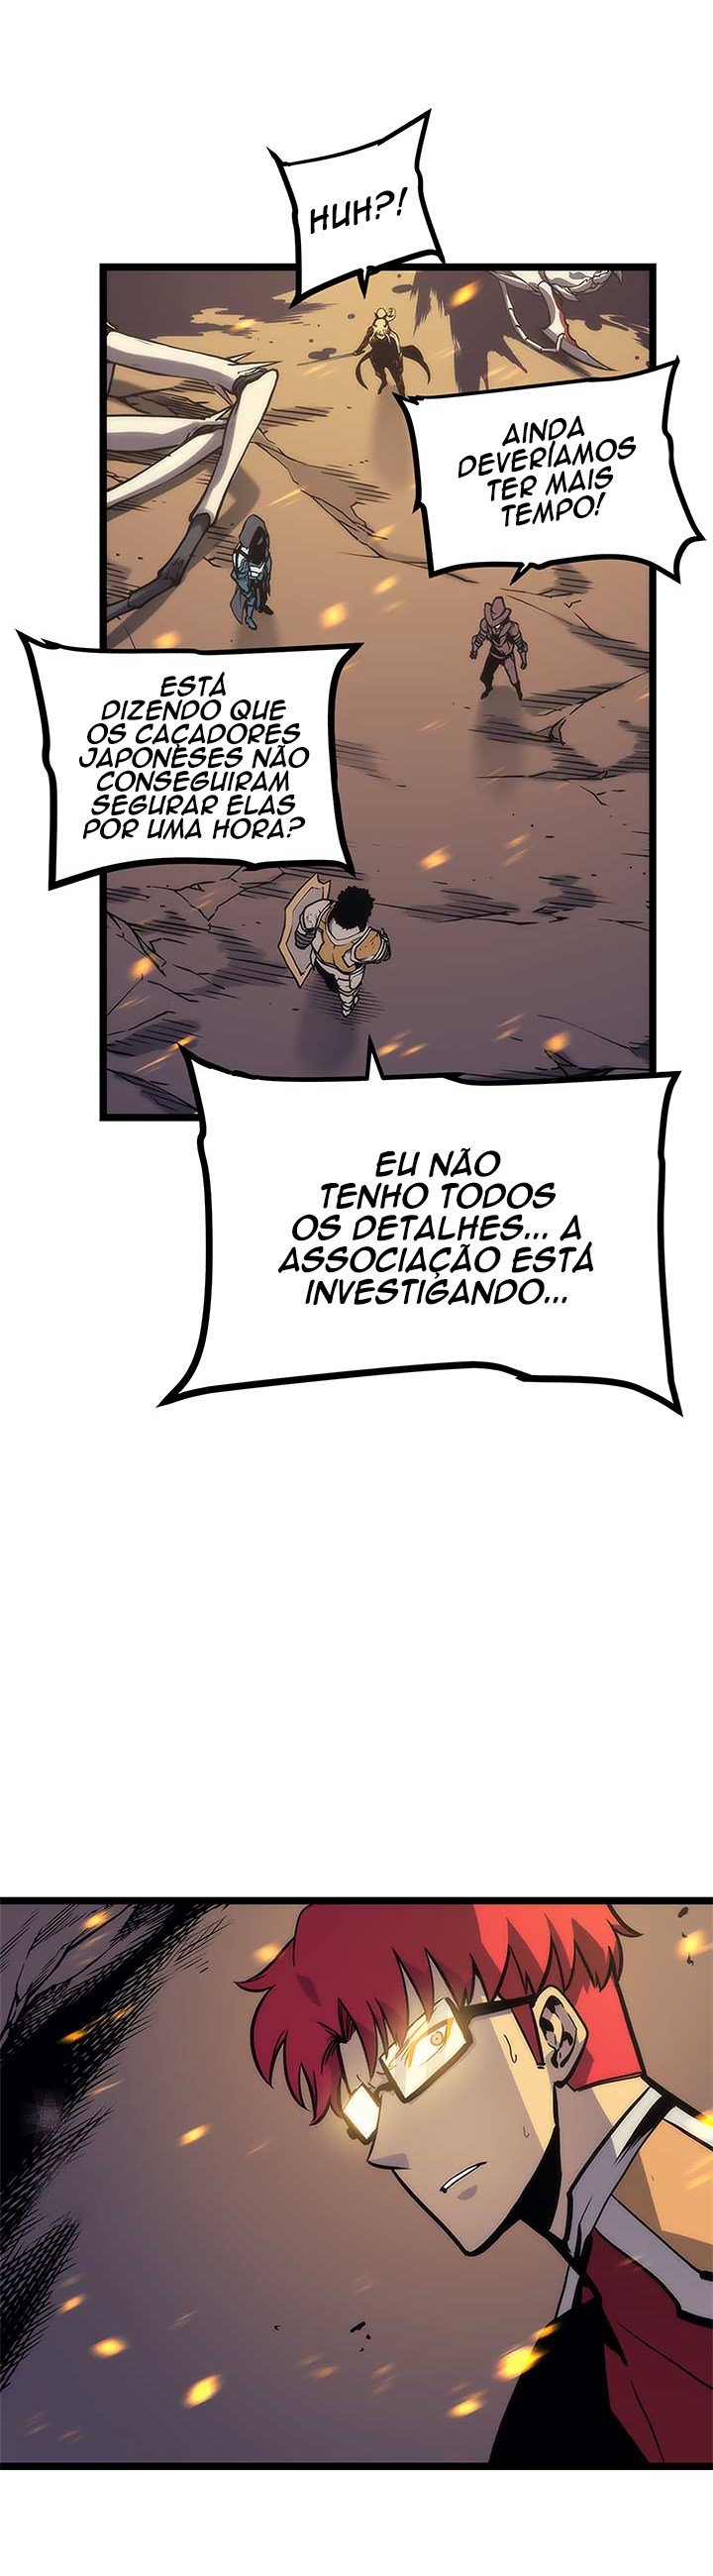 HUH?!
AINDA
DEVERÍAMOS
TER MAIS
TEMPO!
ESTÁ
DIZENDO QUE
OS CAÇADORES
JAPONESES NÃO
CONSEGUIRAM
SEGURAR ELAS
POR UMA HORA?
EU NÃO
TENHO TODOS
OS DETALHES... A
ASSOCIAÇÃO ESTÁ
INVESTIGANDO...